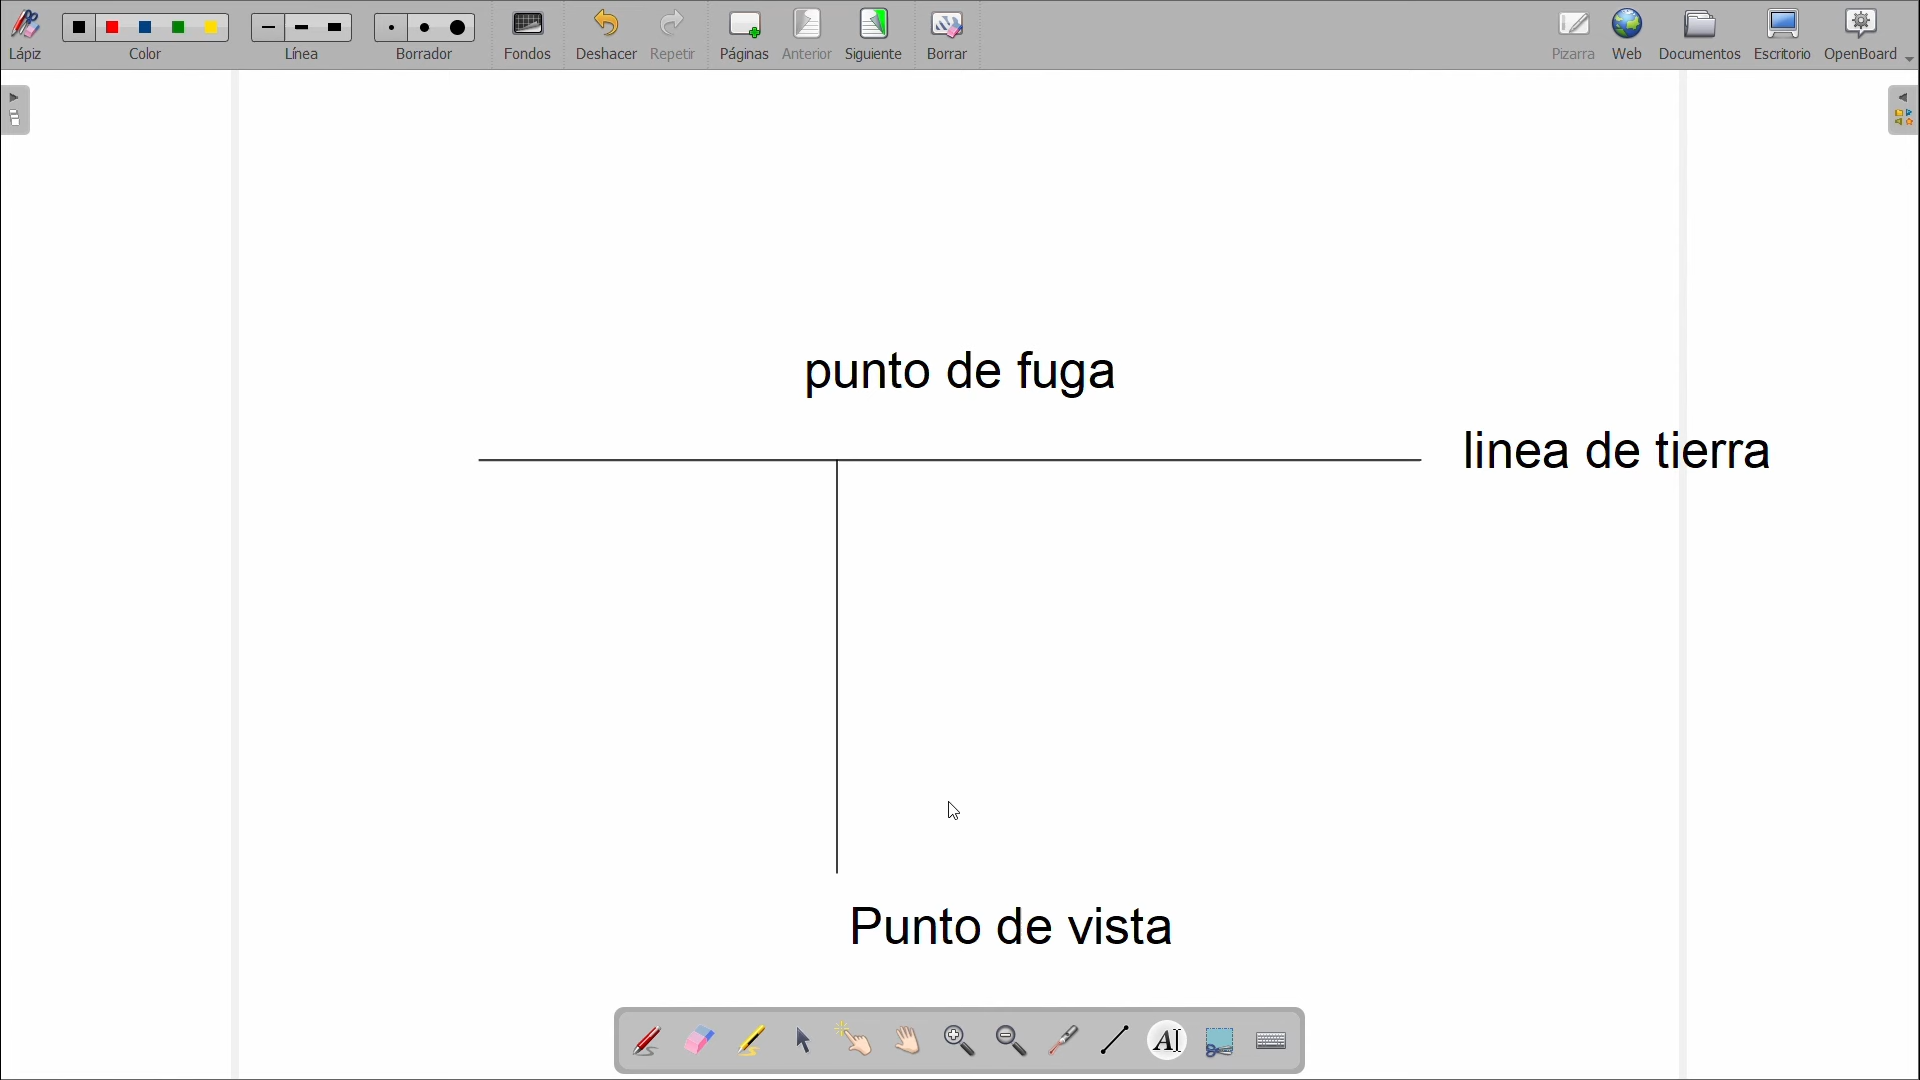 Lápiz
Color
Línea
Borrador
Fondos
Deshacer
Repetir
Páginas
Anterior
Siguiente
Borrar
Pizarra
Web
Documentos
Escritorio
OpenBoard
punto de fuga
linea de tierra
Punto de vista